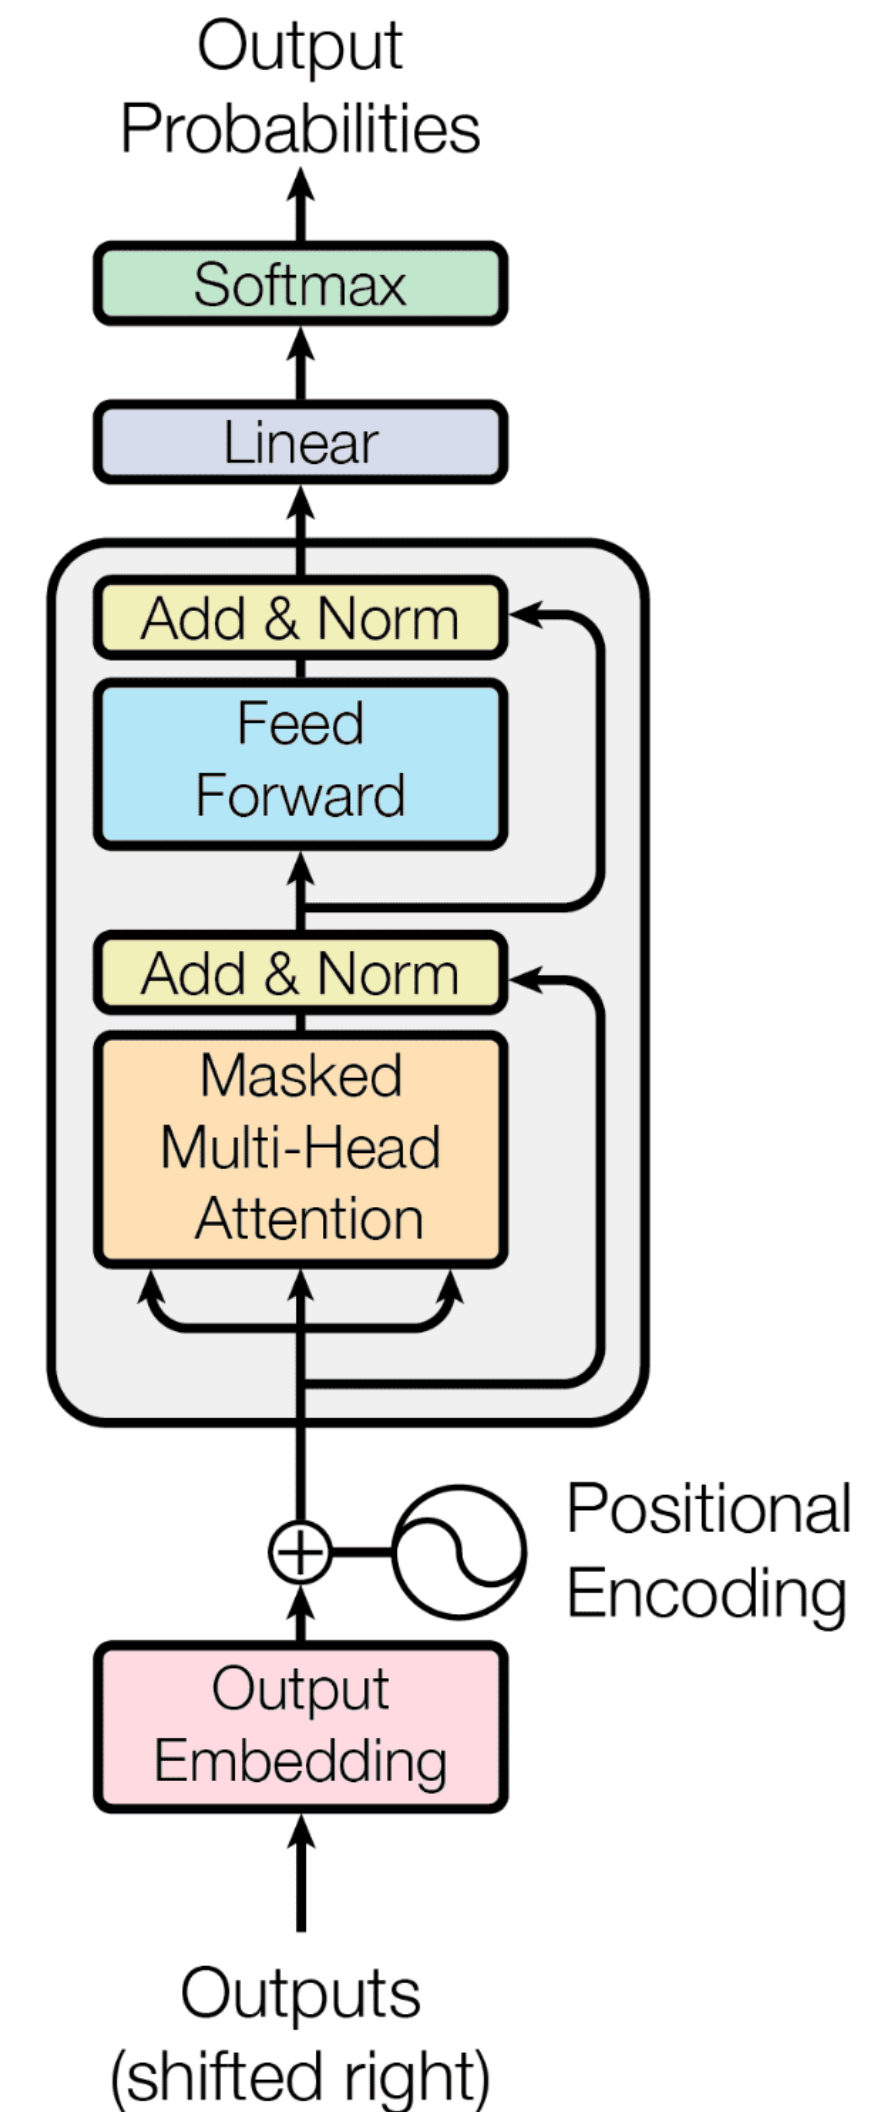 Output
Probabilities
Softmax
Linear
Add & Norm
Feed
Forward
Add & Norm
Masked
Multi-Head
Attention
Positional
Encoding
Output
Embedding
Outputs
(shifted right)